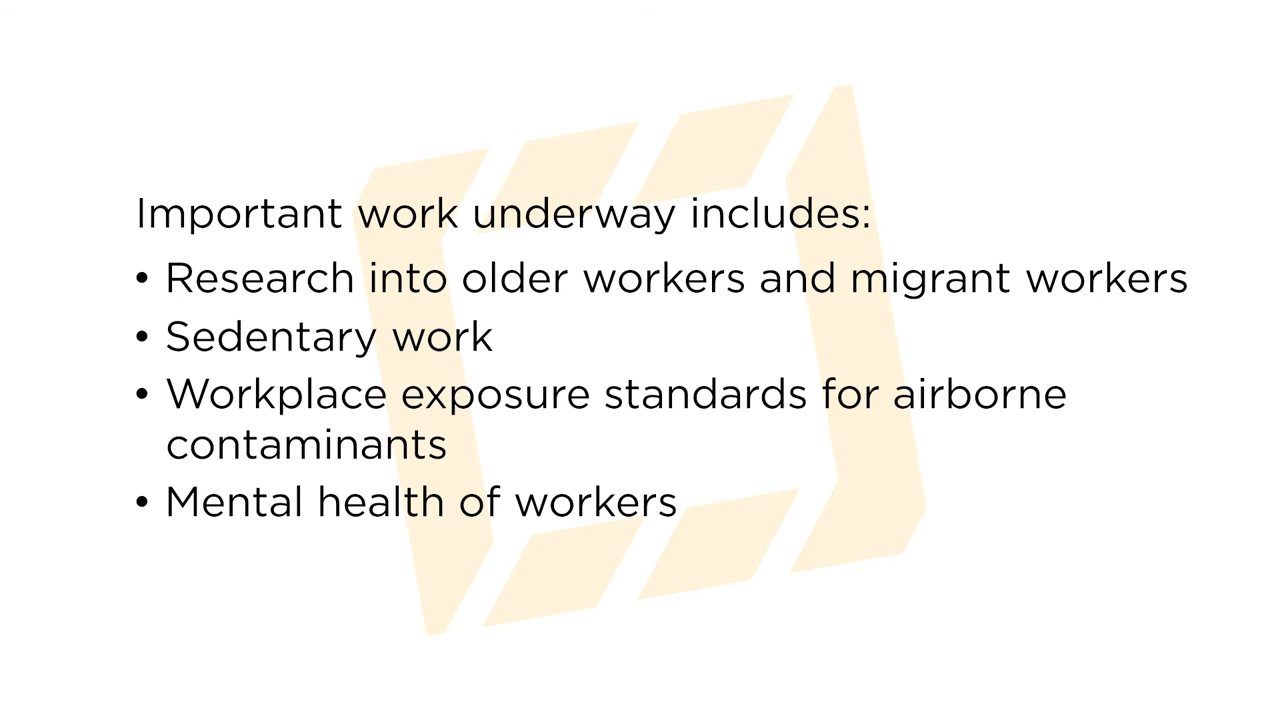 Important work underway includes:
• Research into older workers and migrant workers
• Sedentary work
• Workplace exposure standards for airborne
contaminants
• Mental health of workers